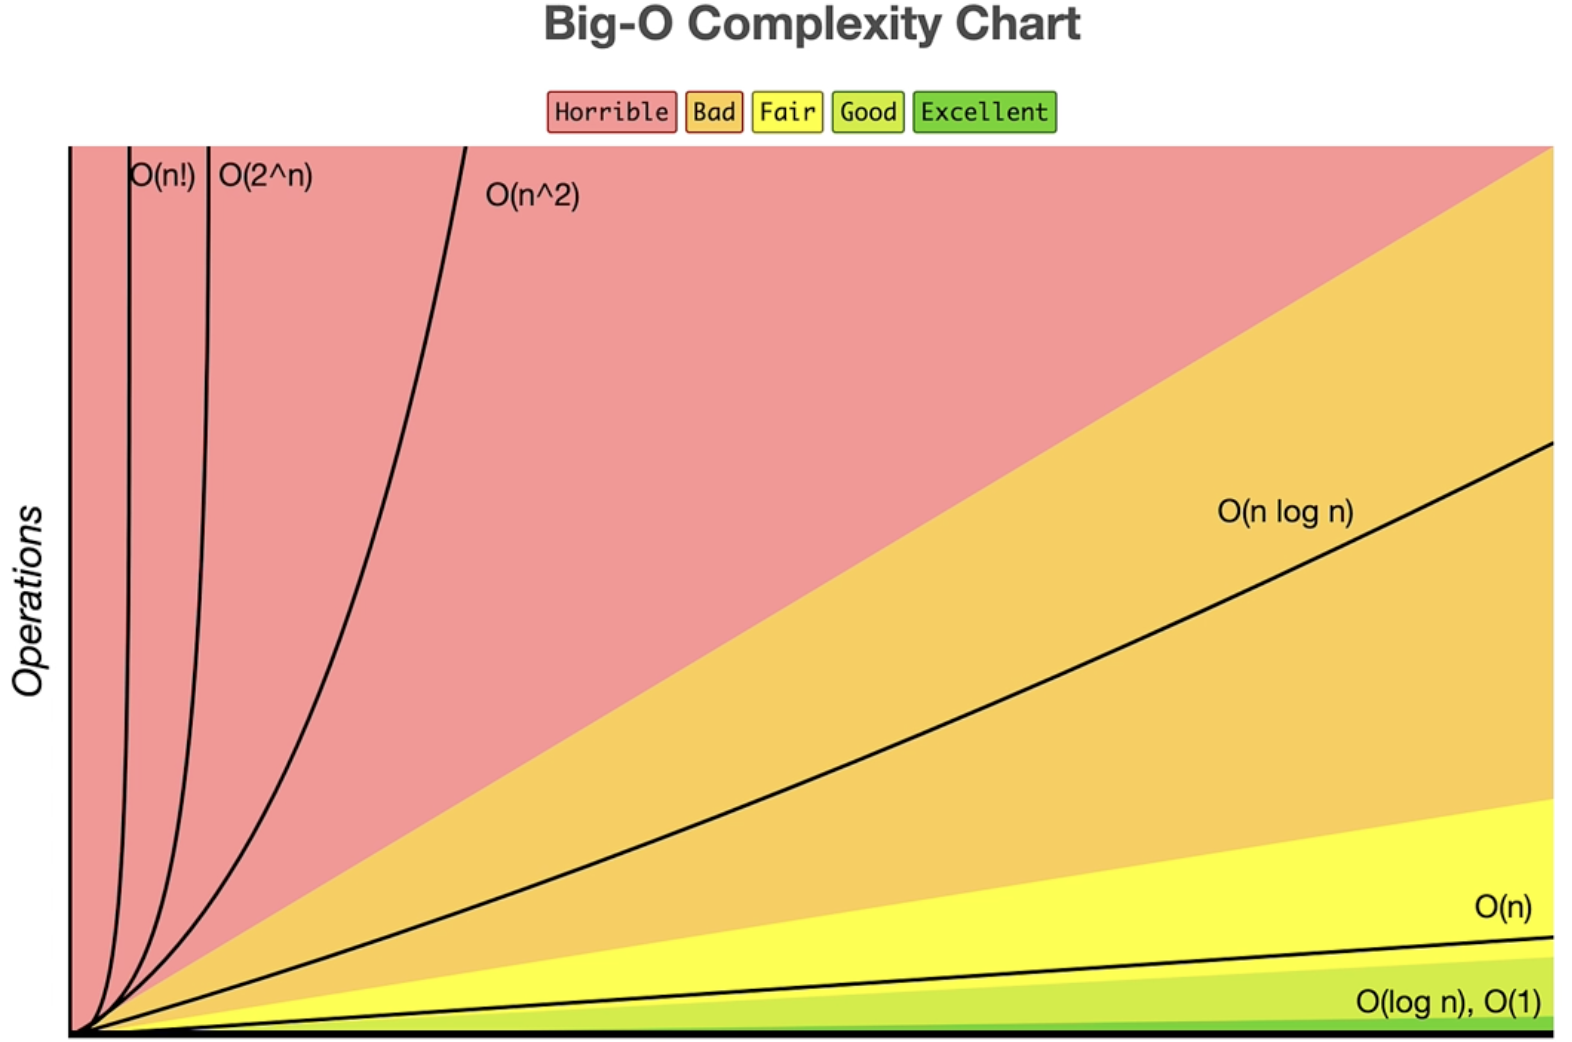 Big-O Complexity Chart
Horrible Bad Fair Good Excellent
O(n!) O(2^n)
O(n^2)
O(n log n)
Operations
O(n)
O(log n), O(1)